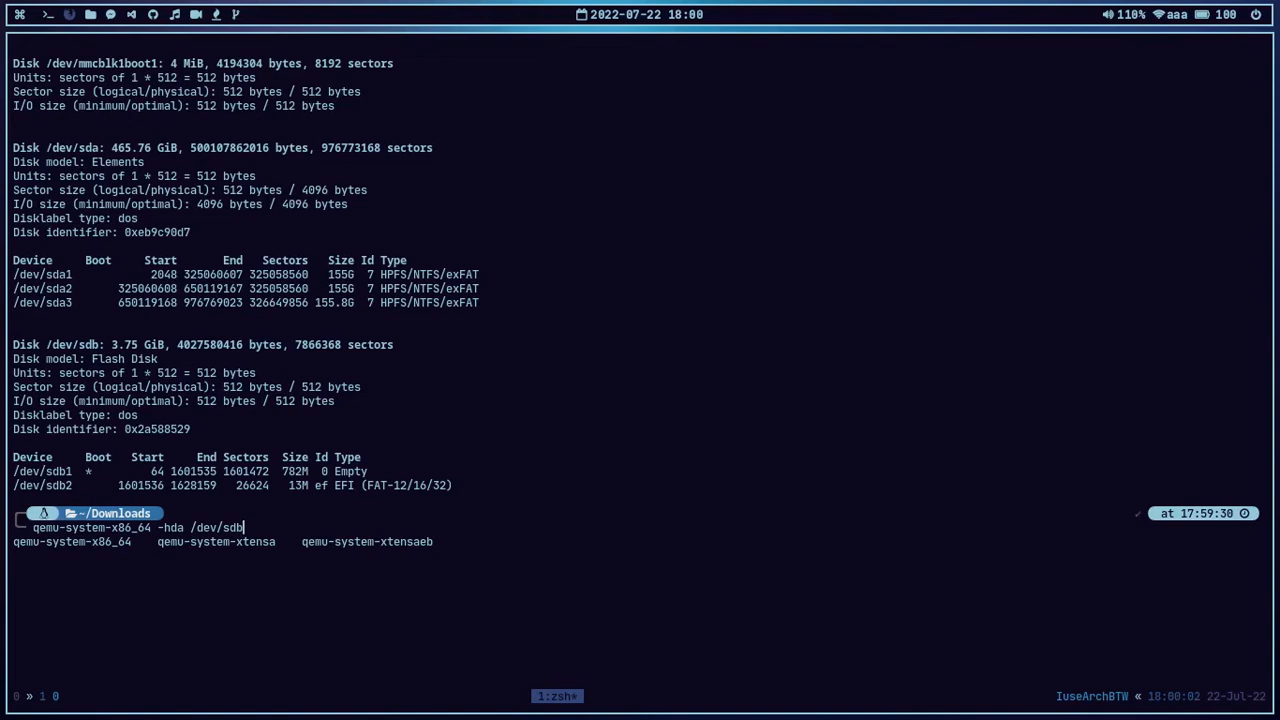 2022-07-22 18:00
110% aaa 100
Disk /dev/mmcblk1boot1: 4 MiB, 4194304 bytes, 8192 sectors
Units: sectors of 1 * 512 = 512 bytes
Sector size (logical/physical): 512 bytes / 512 bytes
I/O size (minimum/optimal): 512 bytes / 512 bytes
Disk /dev/sda: 465.76 GiB, 500107862016 bytes, 976773168 sectors
Disk model: Elements
Units: sectors of 1 * 512 = 512 bytes
Sector size (logical/physical): 512 bytes / 4096 bytes
I/O size (minimum/optimal): 4096 bytes / 4096 bytes
Disklabel type: dos
Disk identifier: 0xeb9c90d7
Device Boot Start End Sectors Size Id Type
/dev/sda1 2048 325060607 325058560 155G 7 HPFS/NTFS/exFAT
/dev/sda2 325060608 650119167 325058560 155G 7 HPFS/NTFS/exFAT
/dev/sda3 650119168 976769023 326649856 155.8G 7 HPFS/NTFS/exFAT
Disk /dev/sdb: 3.75 GiB, 4027580416 bytes, 7866368 sectors
Disk model: Flash Disk
Units: sectors of 1 * 512 = 512 bytes
Sector size (logical/physical): 512 bytes / 512 bytes
I/O size (minimum/optimal): 512 bytes / 512 bytes
Disklabel type: dos
Disk identifier: 0x2a588529
Device Boot Start End Sectors Size Id Type
/dev/sdb1 * 64 1601535 1601472 782M 0 Empty
/dev/sdb2 1601536 1628159 26624 13M ef EFI (FAT-12/16/32)
~/Downloads ✔ at 17:59:30
qemu-system-x86_64 -hda /dev/sdb
qemu-system-x86_64 qemu-system-xtensa qemu-system-xtensaeb
0 » 1 0 1:zsh* IuseArchBTW « 18:00:02 22-Jul-22